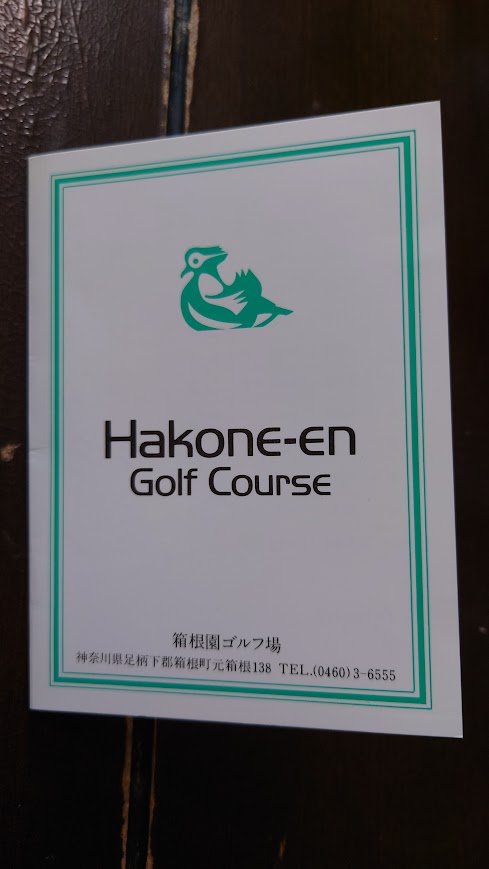 Hakone-en
Golf Course
箱根園ゴルフ場
神奈川県足柄下郡箱根町元箱根138 TEL..(0460)3-6555